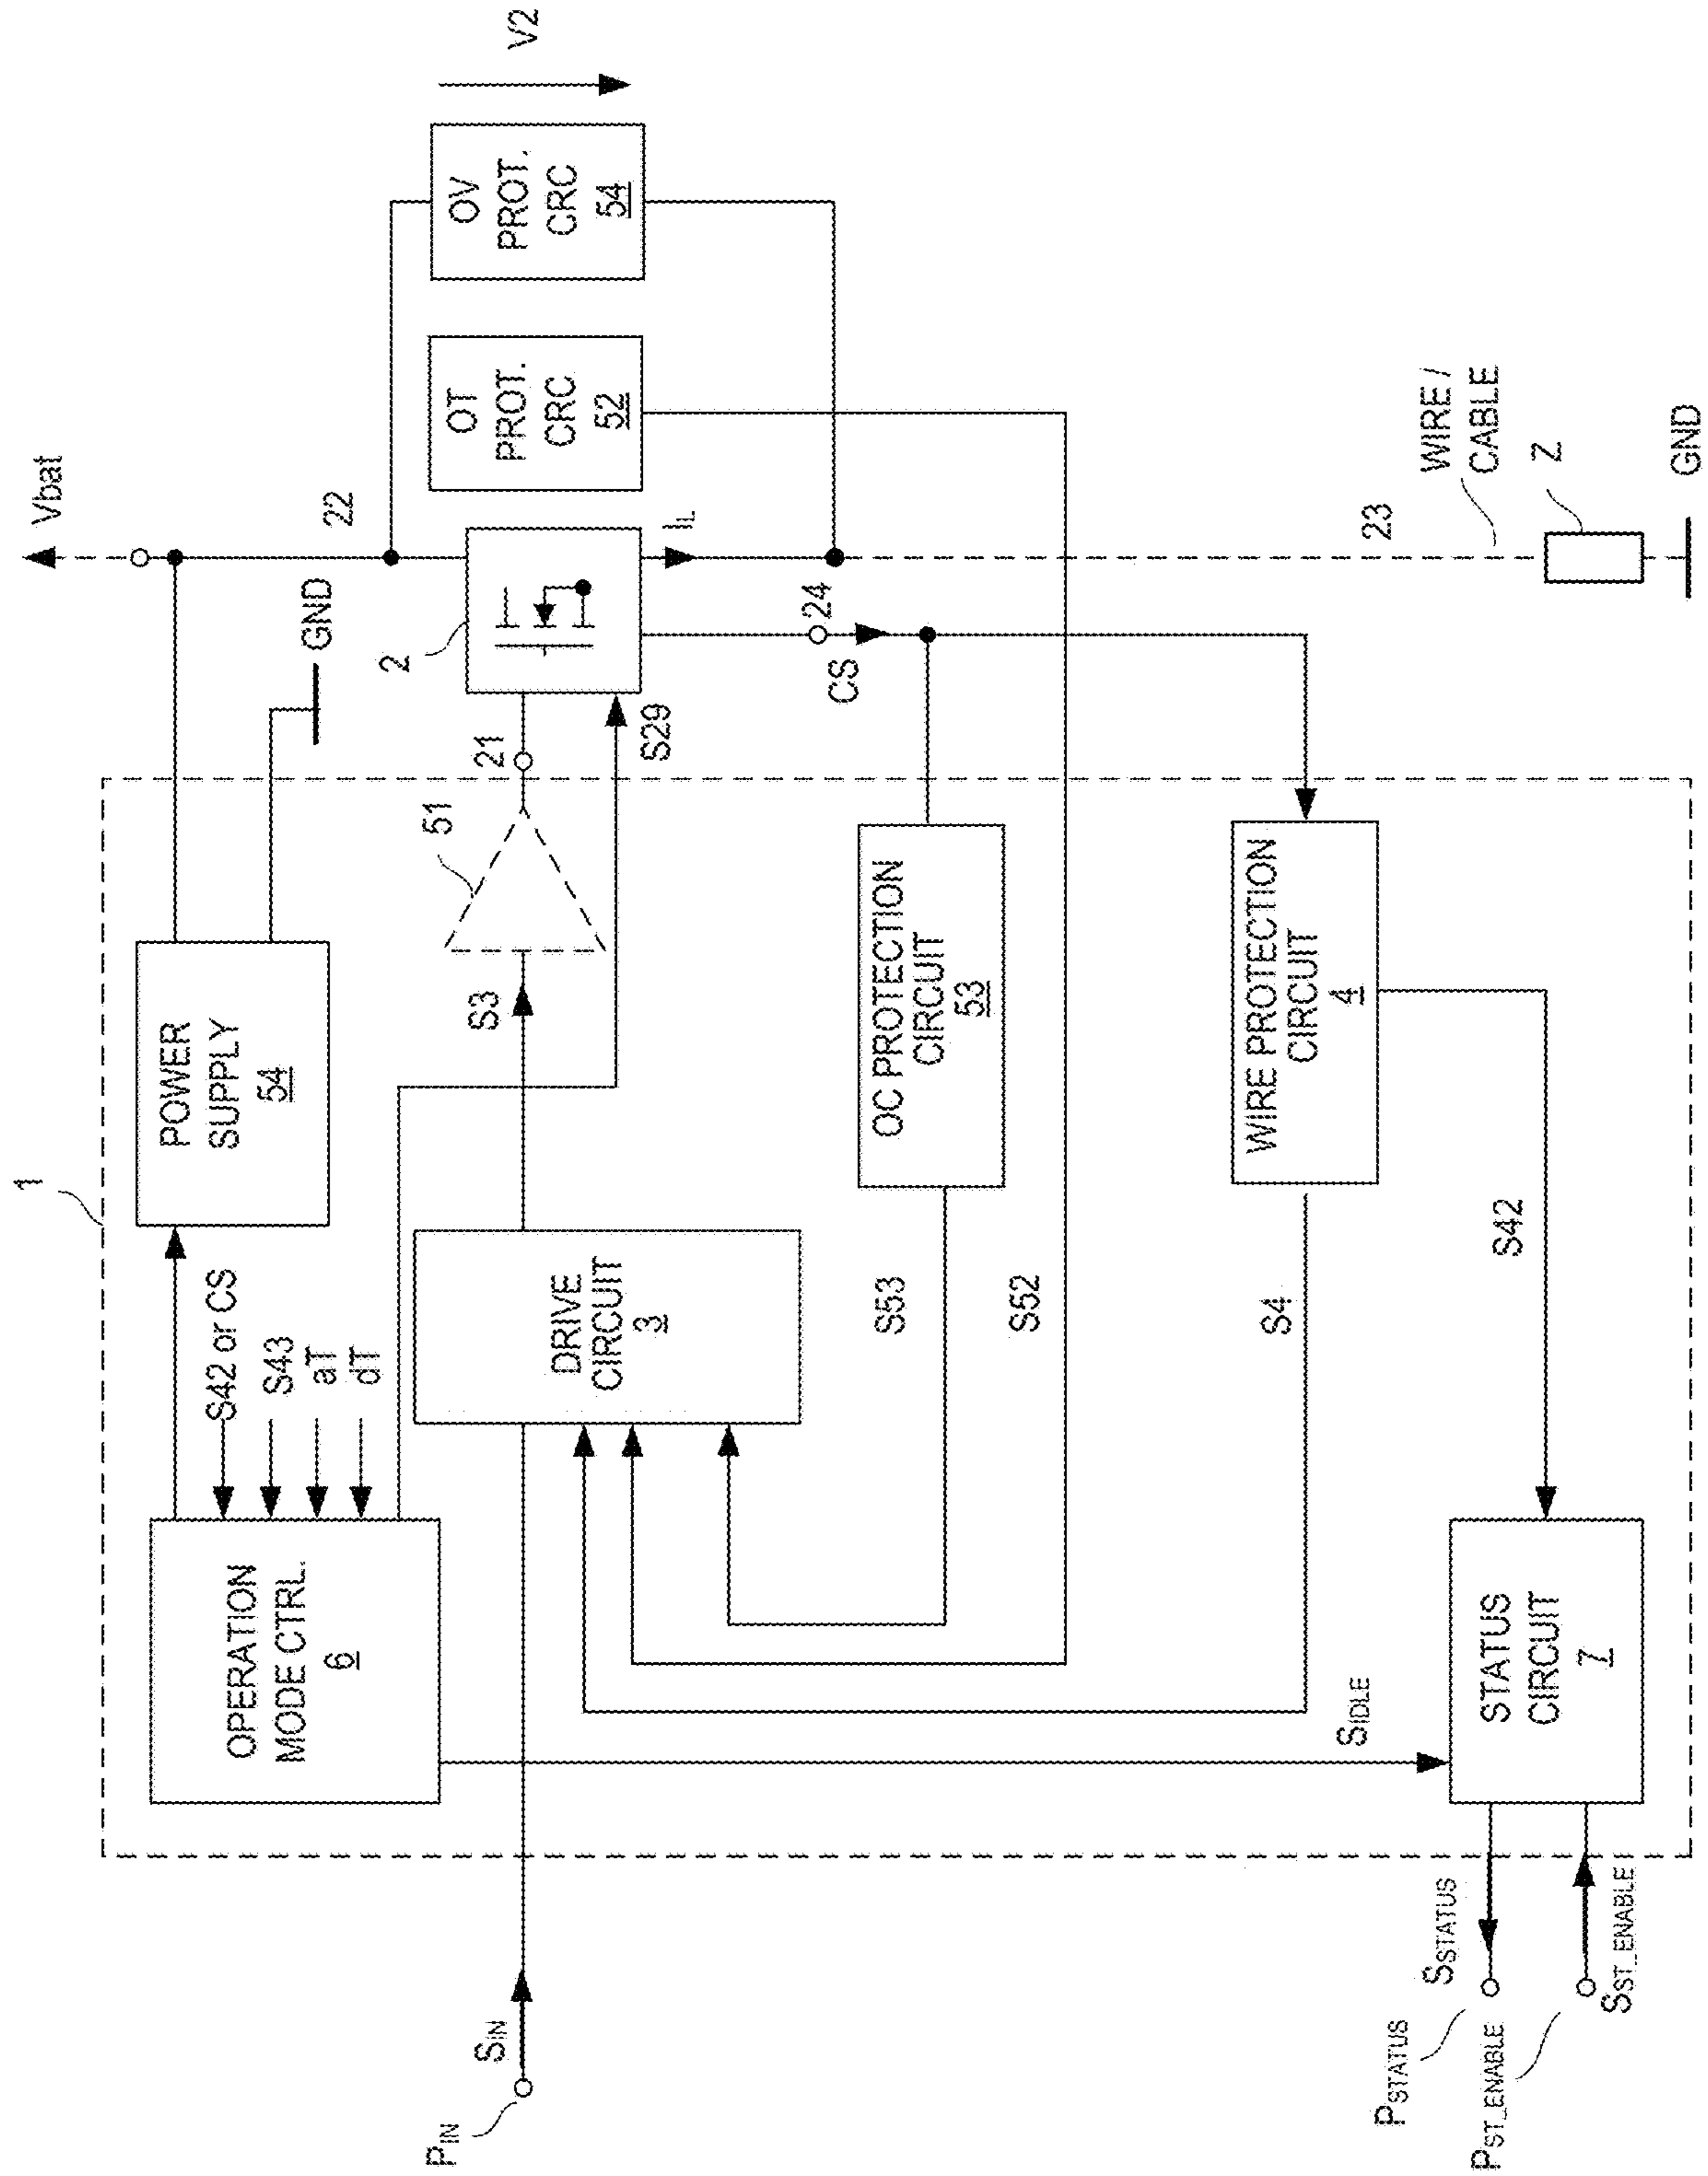 1
Vbat
22
V2
POWER
SUPPLY
54
GND
OPERATION
MODE CTRL.
6
S42 or CS
S43
aT
dT
2
OT
PROT.
CRC
52
OV
PROT.
CRC
54
PIN
SIN
DRIVE
CIRCUIT
3
S3
51
21
S29
IL
24
CS
OC PROTECTION
CIRCUIT
53
S53
S52
WIRE PROTECTION
CIRCUIT
4
S4
S42
SIDLE
23
WIRE /
CABLE
Z
GND
STATUS
CIRCUIT
7
PSTATUS
SSTATUS
PST_ENABLE
SST_ENABLE